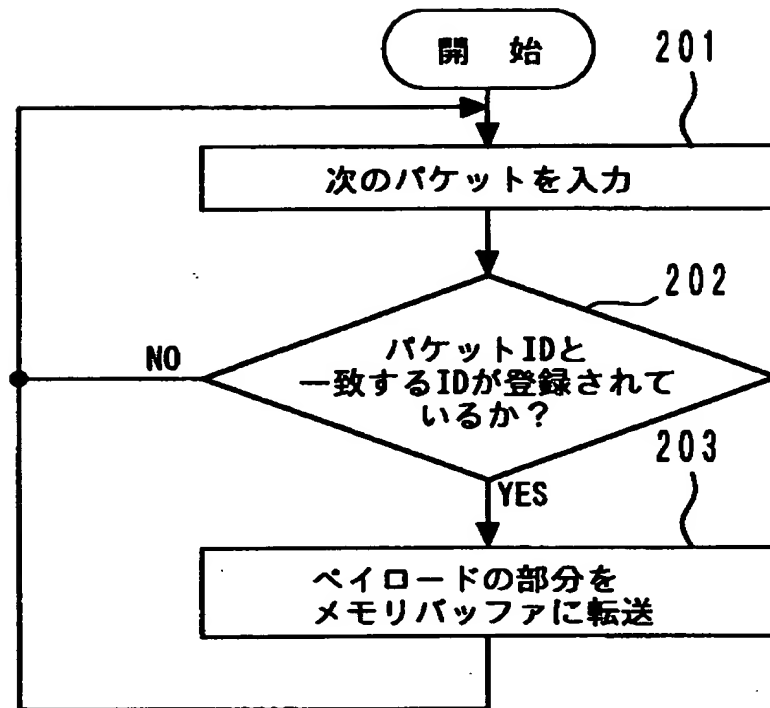 開 始
201
次のパケットを入力
202
パケットIDと
一致するIDが登録されて
いるか？
NO
YES
203
ペイロードの部分を
メモリバッファに転送